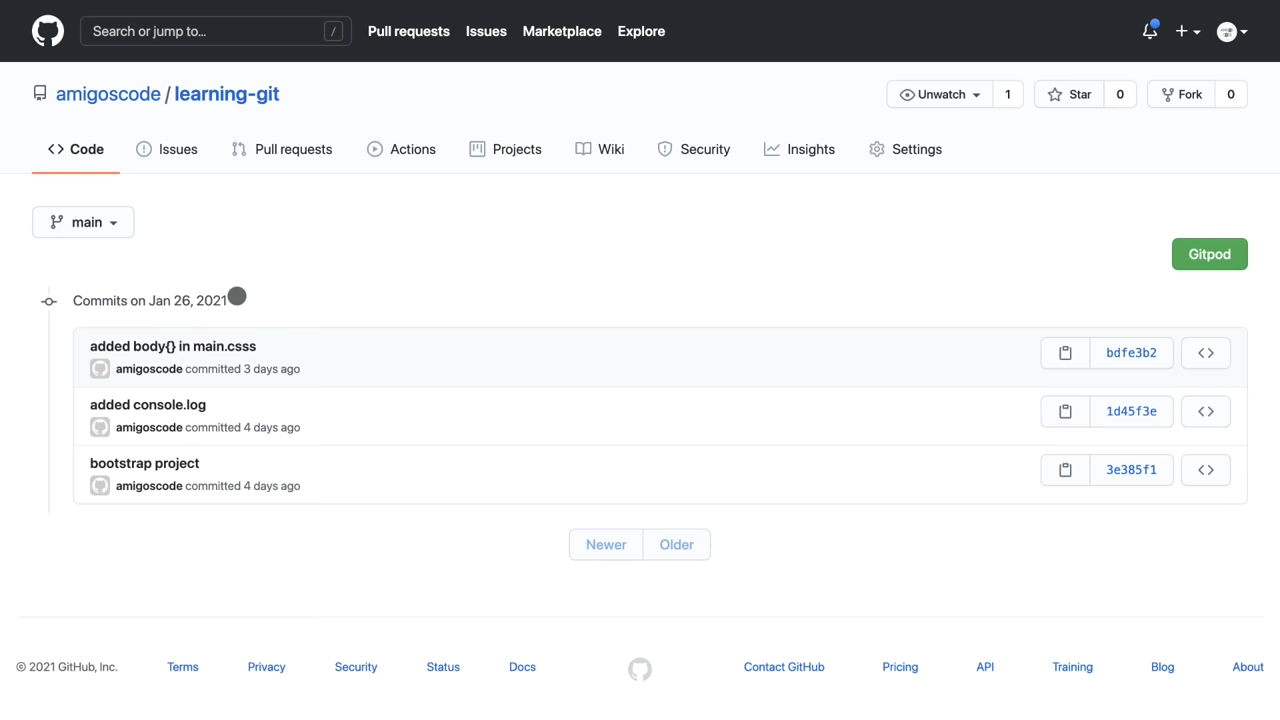 Search or jump to... /
Pull requests Issues Marketplace Explore
amigoscode / learning-git
Unwatch 1 Star 0 Fork 0
Code Issues Pull requests Actions Projects Wiki Security Insights Settings
main
Gitpod
Commits on Jan 26, 2021
added body{} in main.csss
amigoscode committed 3 days ago
bdfe3b2
added console.log
amigoscode committed 4 days ago
1d45f3e
bootstrap project
amigoscode committed 4 days ago
3e385f1
Newer Older
© 2021 GitHub, Inc. Terms Privacy Security Status Docs Contact GitHub Pricing API Training Blog About